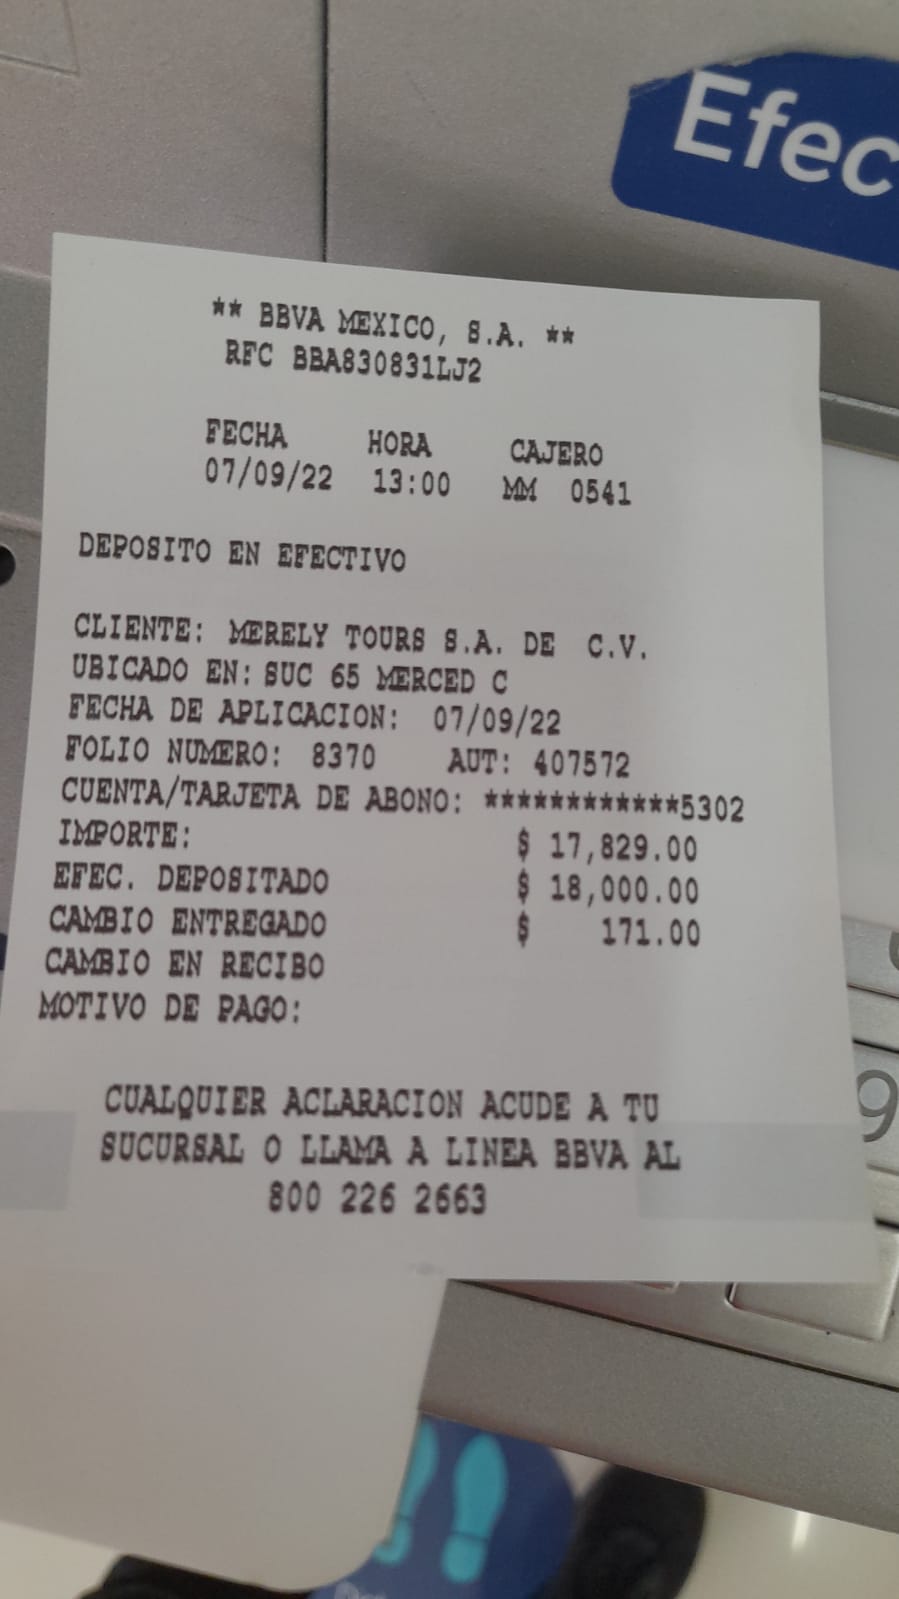 Efec
** BBVA MEXICO, S.A. **
RFC BBA830831LJ2
FECHA HORA CAJERO
07/09/22 13:00 MM 0541
DEPOSITO EN EFECTIVO
CLIENTE: MERELY TOURS S.A. DE C.V.
UBICADO EN: SUC 65 MERCED C
FECHA DE APLICACION: 07/09/22
FOLIO NUMERO: 8370 AUT: 407572
CUENTA/TARJETA DE ABONO: ************5302
IMPORTE: $ 17,829.00
EFEC. DEPOSITADO $ 18,000.00
CAMBIO ENTREGADO $ 171.00
CAMBIO EN RECIBO
MOTIVO DE PAGO:
CUALQUIER ACLARACION ACUDE A TU
SUCURSAL O LLAMA A LINEA BBVA AL
800 226 2663
9